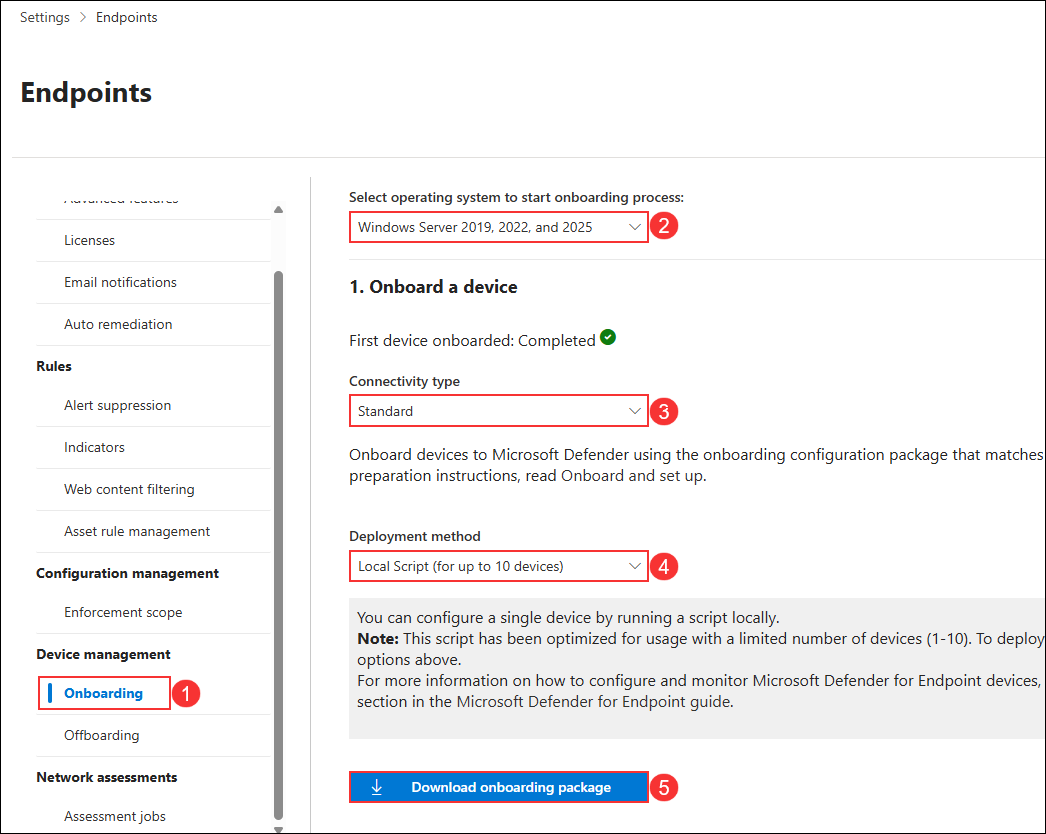 Settings > Endpoints
Endpoints
Advanced features
Licenses
Email notifications
Auto remediation
Rules
Alert suppression
Indicators
Web content filtering
Asset rule management
Configuration management
Enforcement scope
Device management
Onboarding 1
Offboarding
Network assessments
Assessment jobs
Select operating system to start onboarding process:
Windows Server 2019, 2022, and 2025 2
1. Onboard a device
First device onboarded: Completed
Connectivity type
Standard 3
Onboard devices to Microsoft Defender using the onboarding configuration package that matches
preparation instructions, read Onboard and set up.
Deployment method
Local Script (for up to 10 devices) 4
You can configure a single device by running a script locally.
Note: This script has been optimized for usage with a limited number of devices (1-10). To deploy
options above.
For more information on how to configure and monitor Microsoft Defender for Endpoint devices,
section in the Microsoft Defender for Endpoint guide.
Download onboarding package 5